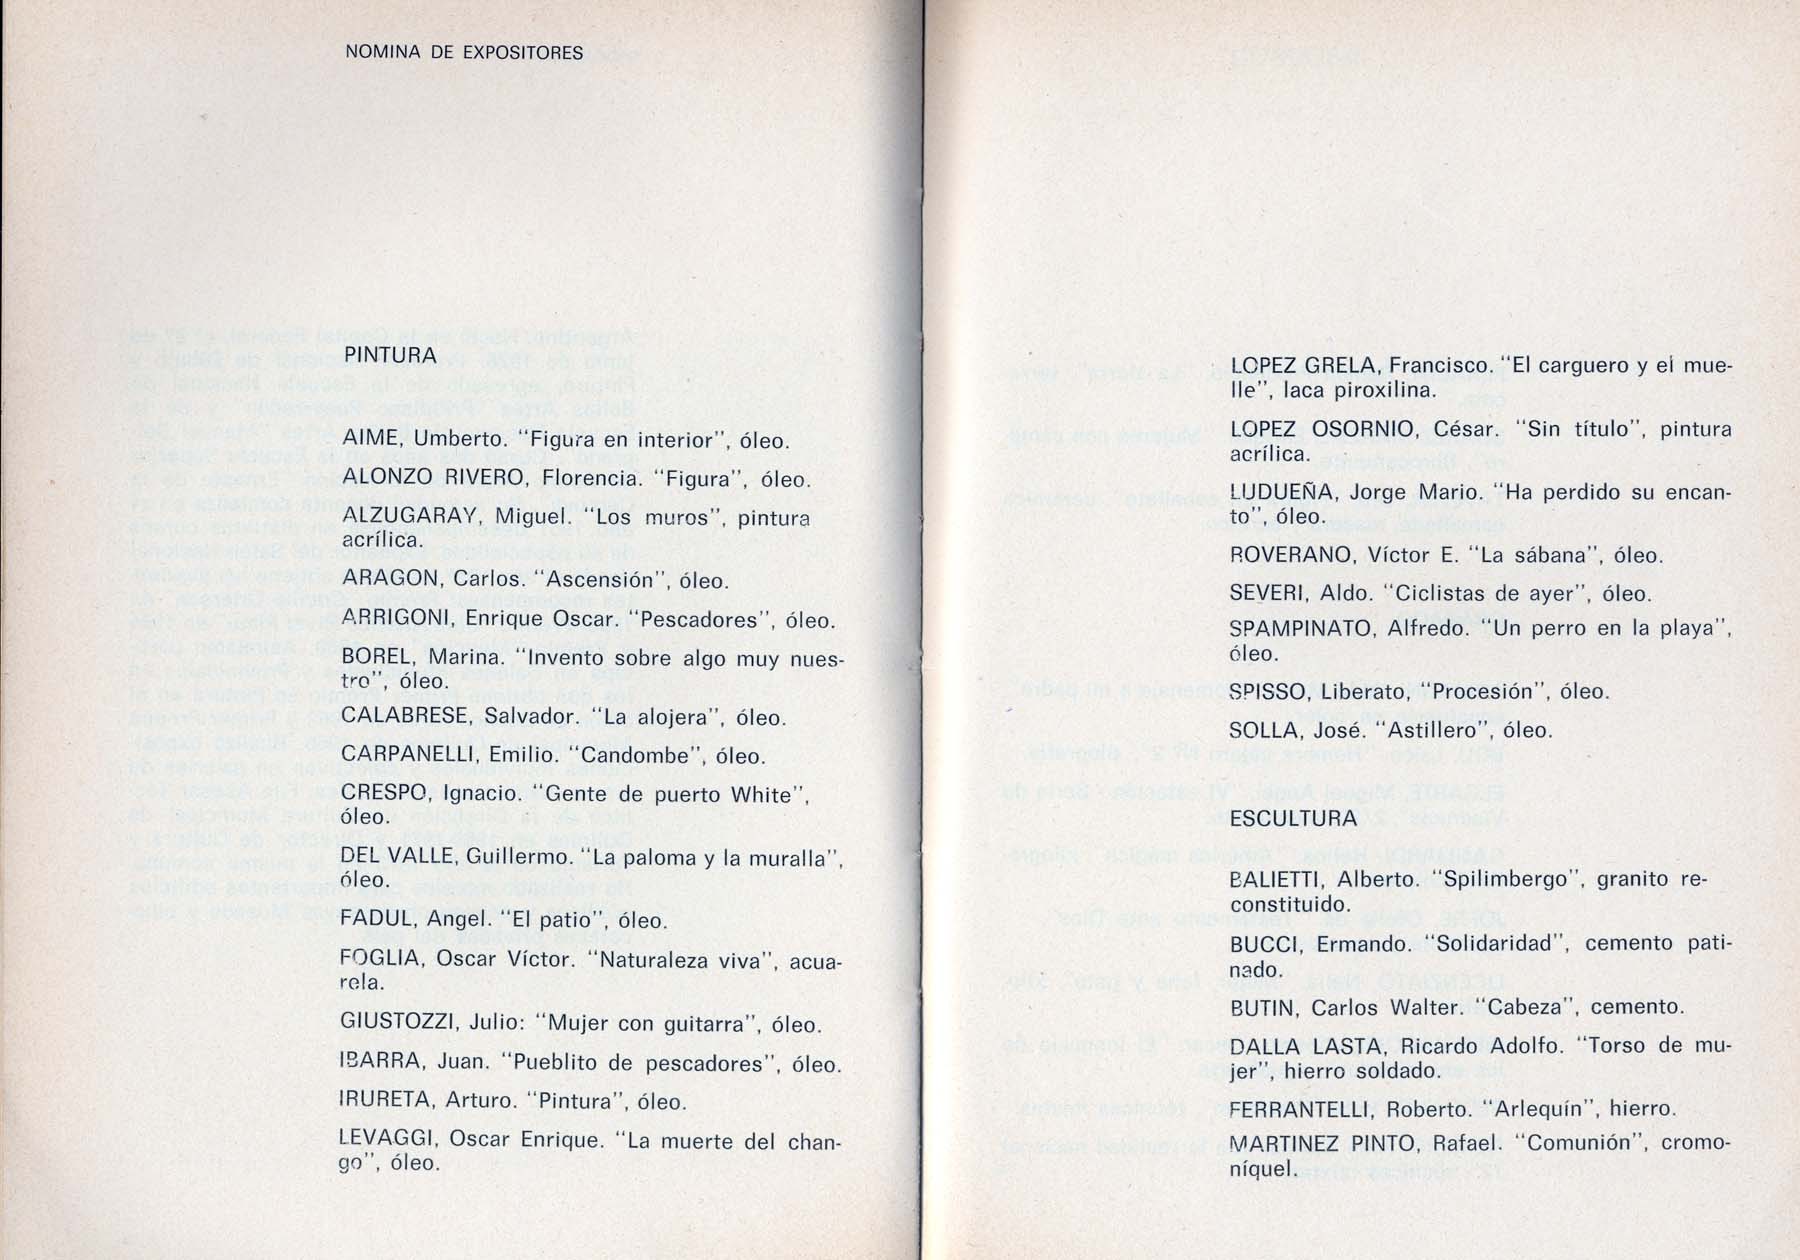 NOMINA DE EXPOSITORES
PINTURA
AIME, Umberto. "Figura en interior", óleo.
ALONZO RIVERO, Florencia. "Figura", óleo.
ALZUGARAY, Miguel. "Los muros", pintura
acrílica.
ARAGON, Carlos. "Ascensión", óleo.
ARRIGONI, Enrique Oscar. "Pescadores", óleo.
BOREL, Marina. "Invento sobre algo muy nues-
tro", óleo.
CALABRESE, Salvador. "La alojera", óleo.
CARPANELLI, Emilio. "Candombe", óleo.
CRESPO, Ignacio. "Gente de puerto White",
óleo.
DEL VALLE, Guillermo. "La paloma y la muralla",
óleo.
FADUL, Angel. "El patio", óleo.
FOGLIA, Oscar Víctor. "Naturaleza viva", acua-
rela.
GIUSTOZZI, Julio: "Mujer con guitarra", óleo.
IBARRA, Juan. "Pueblito de pescadores", óleo.
IRURETA, Arturo. "Pintura", óleo.
LEVAGGI, Oscar Enrique. "La muerte del chan-
go", óleo.
LOPEZ GRELA, Francisco. "El carguero y el mue-
lle", laca piroxilina.
LOPEZ OSORNIO, César. "Sin título", pintura
acrílica.
LUDUEÑA, Jorge Mario. "Ha perdido su encan-
to", óleo.
ROVERANO, Víctor E. "La sábana", óleo.
SEVERI, Aldo. "Ciclistas de ayer", óleo.
SPAMPINATO, Alfredo. "Un perro en la playa",
óleo.
SPISSO, Liberato, "Procesión", óleo.
SOLLA, José. "Astillero", óleo.
ESCULTURA
BALIETTI, Alberto. "Spilimbergo", granito re-
constituido.
BUCCI, Ermando. "Solidaridad", cemento pati-
nado.
BUTIN, Carlos Walter. "Cabeza", cemento.
DALLA LASTA, Ricardo Adolfo. "Torso de mu-
jer", hierro soldado.
FERRANTELLI, Roberto. "Arlequín", hierro.
MARTINEZ PINTO, Rafael. "Comunión", cromo-
níquel.